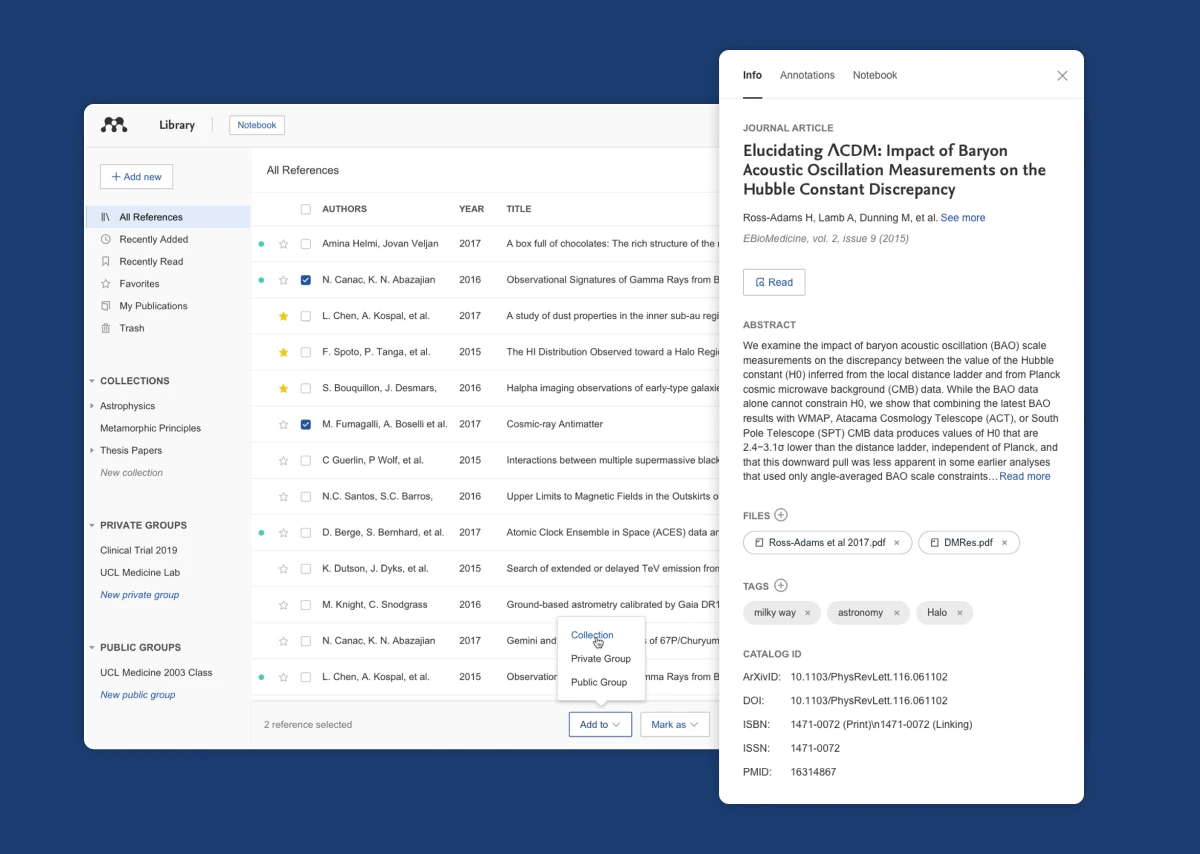 Library
Notebook
+ Add new
All References
Recently Added
Recently Read
Favorites
My Publications
Trash
COLLECTIONS
Astrophysics
Metamorphic Principles
Thesis Papers
New collection
PRIVATE GROUPS
Clinical Trial 2019
UCL Medicine Lab
New private group
PUBLIC GROUPS
UCL Medicine 2003 Class
New public group
All References
AUTHORS YEAR TITLE
Amina Helmi, Jovan Veljan 2017 A box full of chocolates: The rich structure of the
N. Canac, K. N. Abazajian 2016 Observational Signatures of Gamma Rays from
L. Chen, A. Kospal, et al. 2017 A study of dust properties in the inner sub-au
F. Spoto, P. Tanga, et al. 2015 The HI Distribution Observed toward a Halo
S. Bouquillon, J. Desmars, 2016 Halpha imaging observations of early-type
M. Fumagalli, A. Boselli et al. 2017 Cosmic-ray Antimatter
C Guerlin, P Wolf, et al. 2015 Interactions between multiple supermassive
N.C. Santos, S.C. Barros, 2016 Upper Limits to Magnetic Fields in the Outskirts
D. Berge, S. Bernhard, et al. 2017 Atomic Clock Ensemble in Space (ACES) data
K. Dutson, J. Dyks, et al. 2015 Search of extended or delayed TeV emission
M. Knight, C. Snodgrass 2016 Ground-based astrometry calibrated by Gaia DR1
N. Canac, K. N. Abazajian 2017 Gemini and of 67P/
L. Chen, A. Kospal, et al. 2015 Rays from
Collection
Private Group
Public Group
2 reference selected
Add to
Mark as
Info Annotations Notebook
JOURNAL ARTICLE
Elucidating ΛCDM: Impact of Baryon
Acoustic Oscillation Measurements on the
Hubble Constant Discrepancy
Ross-Adams H, Lamb A, Dunning M, et al. See more
EBioMedicine, vol. 2, issue 9 (2015)
Read
ABSTRACT
We examine the impact of baryon acoustic oscillation (BAO) scale
measurements on the discrepancy between the value of the Hubble
constant (H0) inferred from the local distance ladder and from Planck
cosmic microwave background (CMB) data. While the BAO data
alone cannot constrain H0, we show that combining the latest BAO
results with WMAP, Atacama Cosmology Telescope (ACT), or South
Pole Telescope (SPT) CMB data produces values of H0 that are
2.4−3.1σ lower than the distance ladder, independent of Planck, and
that this downward pull was less apparent in some earlier analyses
that used only angle-averaged BAO scale constraints… Read more
FILES
Ross-Adams et al 2017.pdf × DMRes.pdf ×
TAGS
milky way × astronomy × Halo ×
CATALOG ID
ArXivID: 10.1103/PhysRevLett.116.061102
DOI: 10.1103/PhysRevLett.116.061102
ISBN: 1471-0072 (Print)\n1471-0072 (Linking)
ISSN: 1471-0072
PMID: 16314867